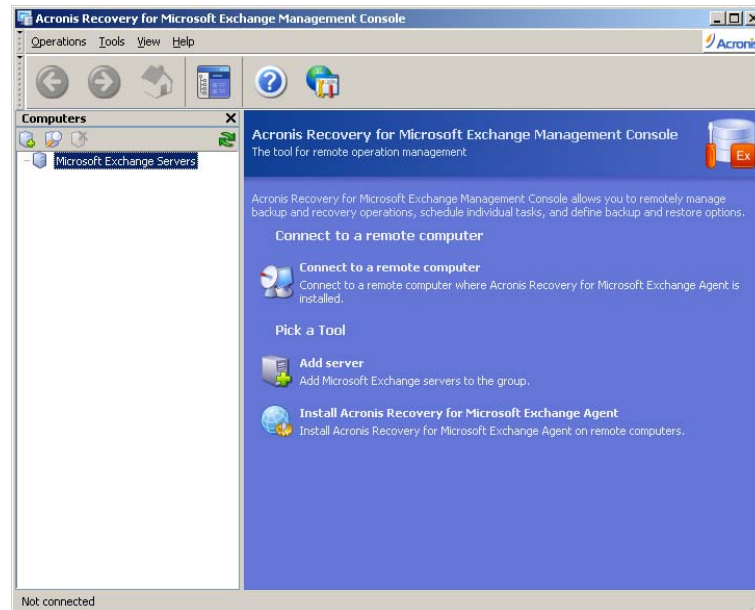 Acronis Recovery for Microsoft Exchange Management Console
Operations Tools View Help
Acronis
Computers
Microsoft Exchange Servers
Acronis Recovery for Microsoft Exchange Management Console
The tool for remote operation management
Ex
Acronis Recovery for Microsoft Exchange Management Console allows you to remotely manage
backup and recovery operations, schedule individual tasks, and define backup and restore options.
Connect to a remote computer
Connect to a remote computer
Connect to a remote computer where Acronis Recovery for Microsoft Exchange Agent is
installed.
Pick a Tool
Add server
Add Microsoft Exchange servers to the group.
Install Acronis Recovery for Microsoft Exchange Agent
Install Acronis Recovery for Microsoft Exchange Agent on remote computers.
Not connected